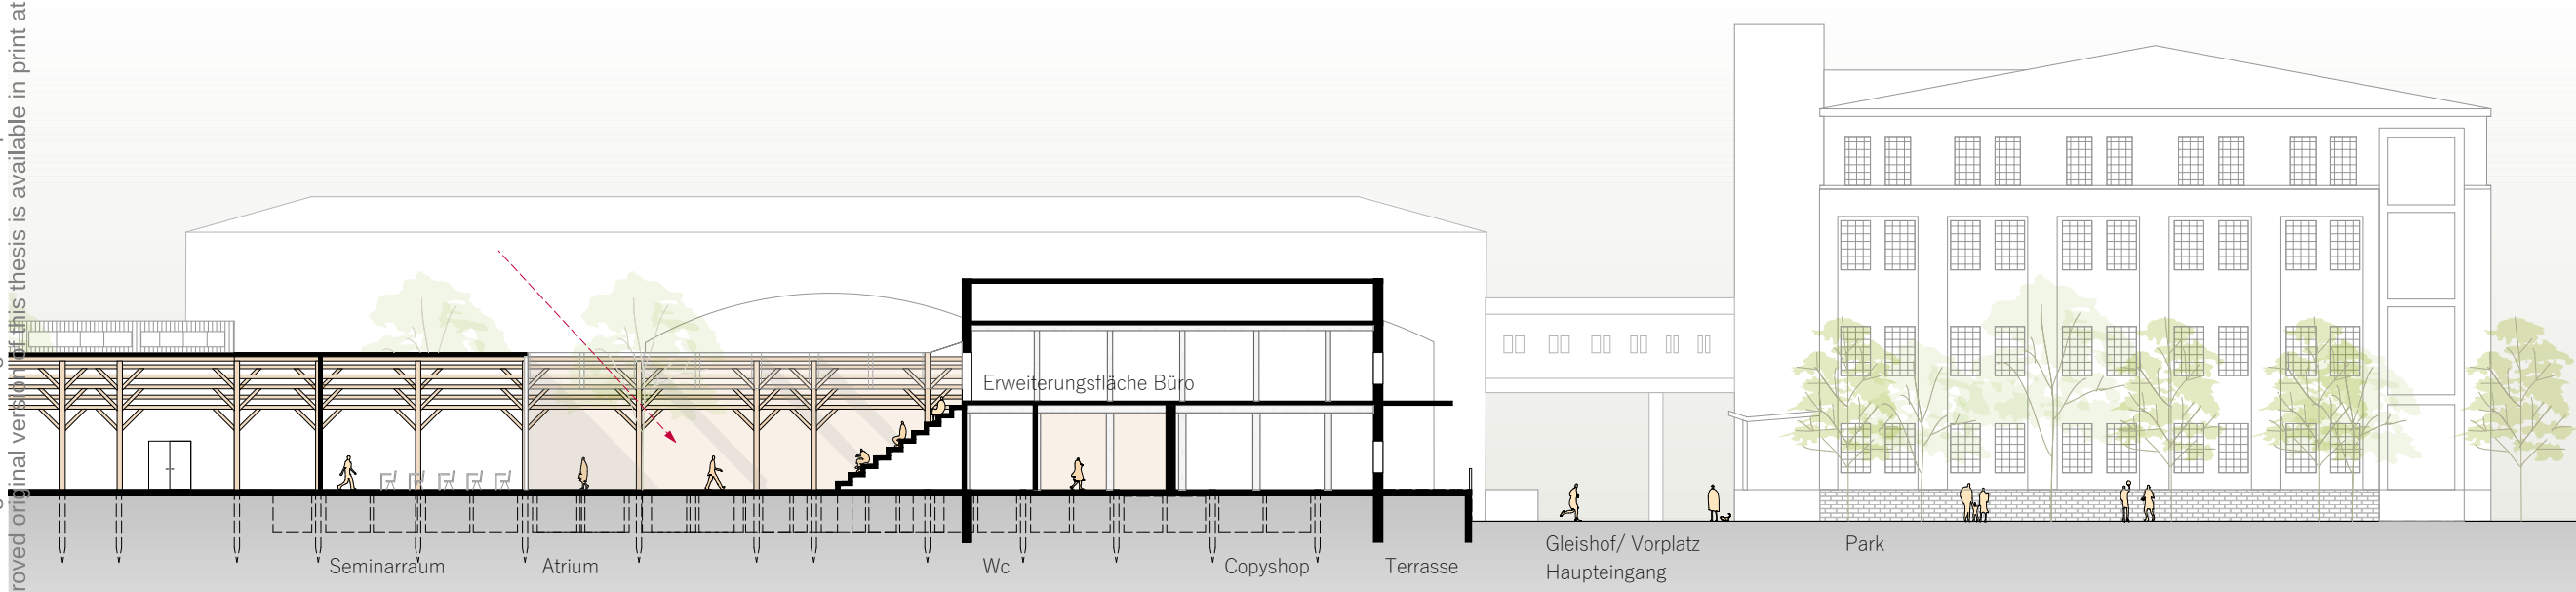 roved original version of this thesis is available in print at
Erweiterungsfläche Büro
Seminarraum
Atrium
Wc
Copyshop
Terrasse
Gleishof/ Vorplatz
Haupteingang
Park